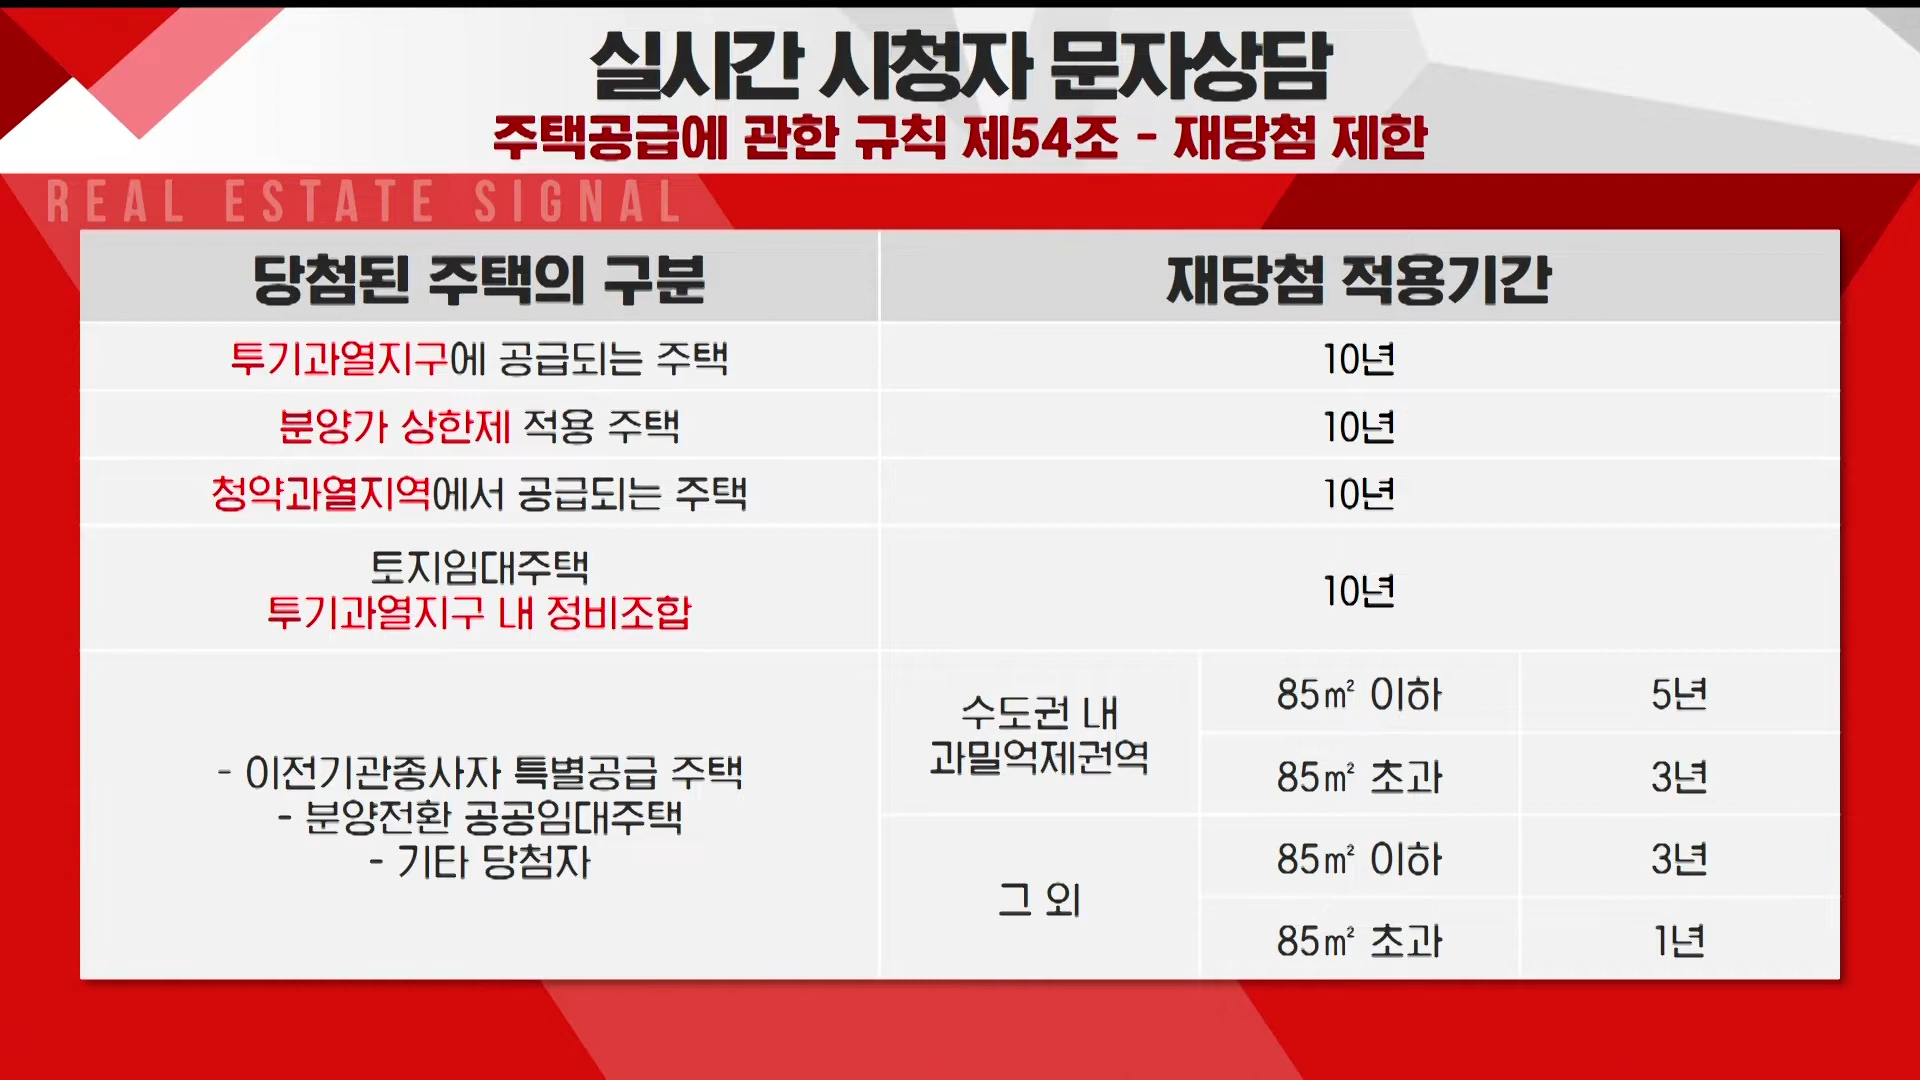 실시간 시청자 문자상담
주택공급에 관한 규칙 제54조 - 재당첨 제한
REAL ESTATE SIGNAL
당첨된 주택의 구분
재당첨 적용기간
투기과열지구에 공급되는 주택
10년
분양가 상한제 적용 주택
10년
청약과열지역에서 공급되는 주택
10년
토지임대주택
투기과열지구 내 정비조합
10년
- 이전기관종사자 특별공급 주택
- 분양전환 공공임대주택
- 기타 당첨자
수도권 내
과밀억제권역
85㎡ 이하
5년
85㎡ 초과
3년
그 외
85㎡ 이하
3년
85㎡ 초과
1년